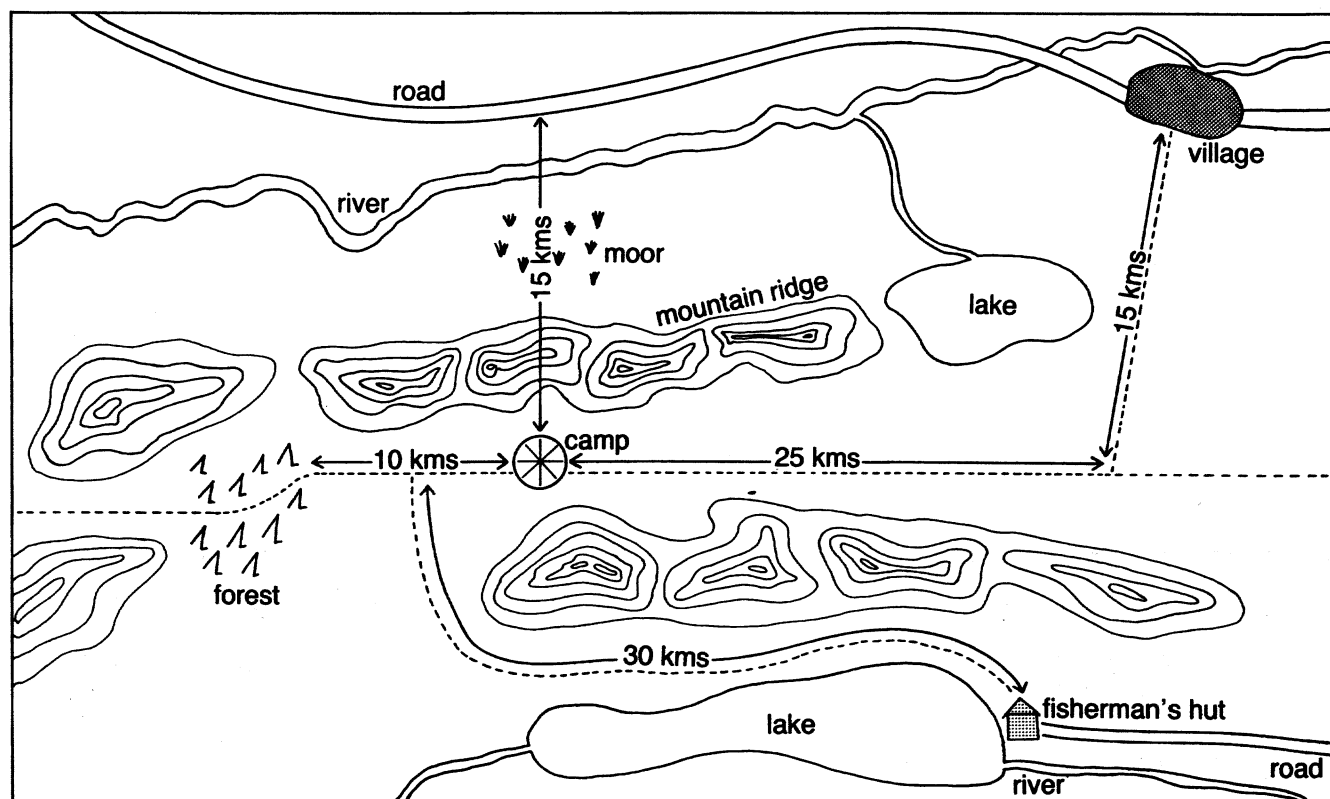 road
village
river
15 kms
moor
mountain ridge
lake
15 kms
camp
10 kms
25 kms
forest
30 kms
fisherman's hut
lake
road
river